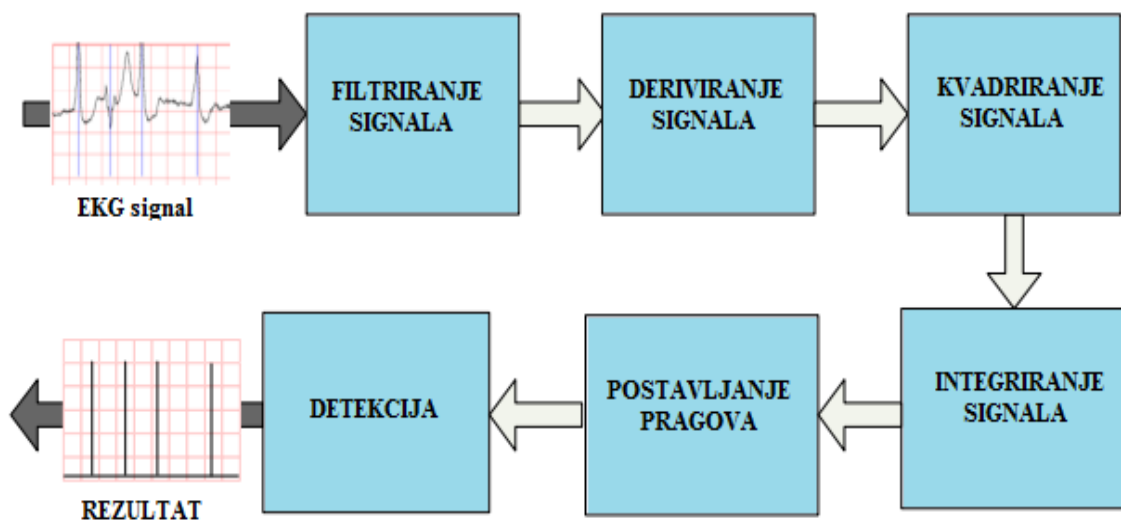 EKG signal
FILTRIRANJE
SIGNALA
DERIVIRANJE
SIGNALA
KVADRIRANJE
SIGNALA
INTEGRIRANJE
SIGNALA
POSTAVLJANJE
PRAGOVA
DETEKCIJA
REZULTAT